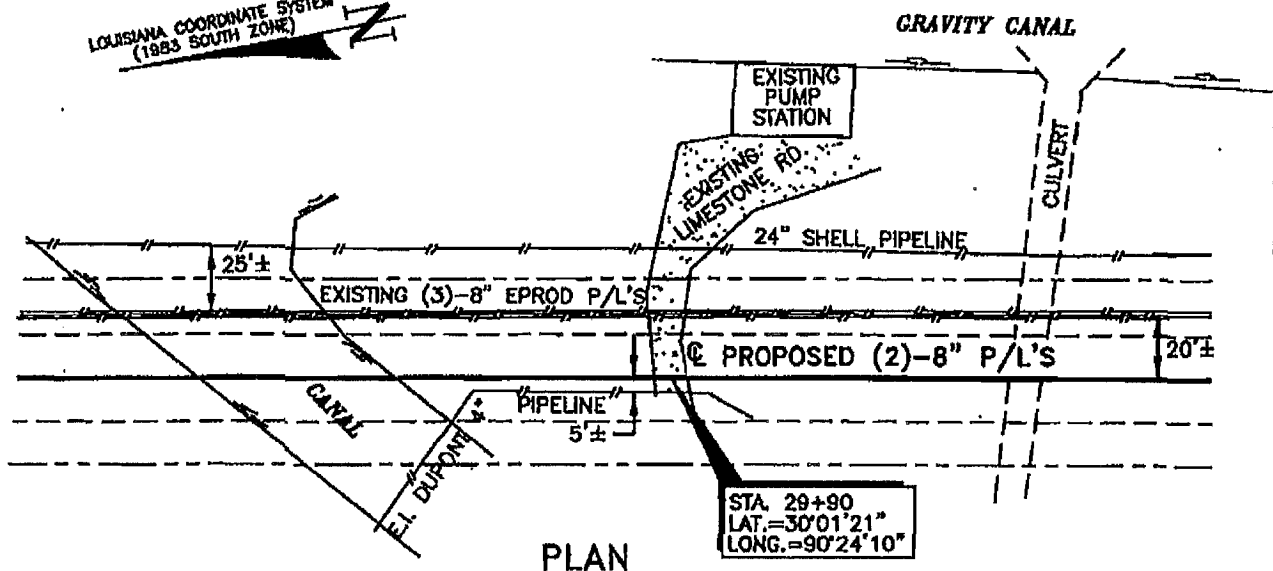 LOUISIANA COORDINATE SYSTEM
(1983 SOUTH ZONE)
N
GRAVITY CANAL
EXISTING
PUMP
STATION
CULVERT
EXISTING
LIMESTONE RD.
24" SHELL PIPELINE
25'±
EXISTING (3)-8" EPROD P/L'S
℄ PROPOSED (2)-8" P/L'S
20'±
CANAL
PIPELINE
5'±
E.I. DUPONT 4"
STA. 29+90
LAT.=30°01'21"
LONG.=90°24'10"
PLAN